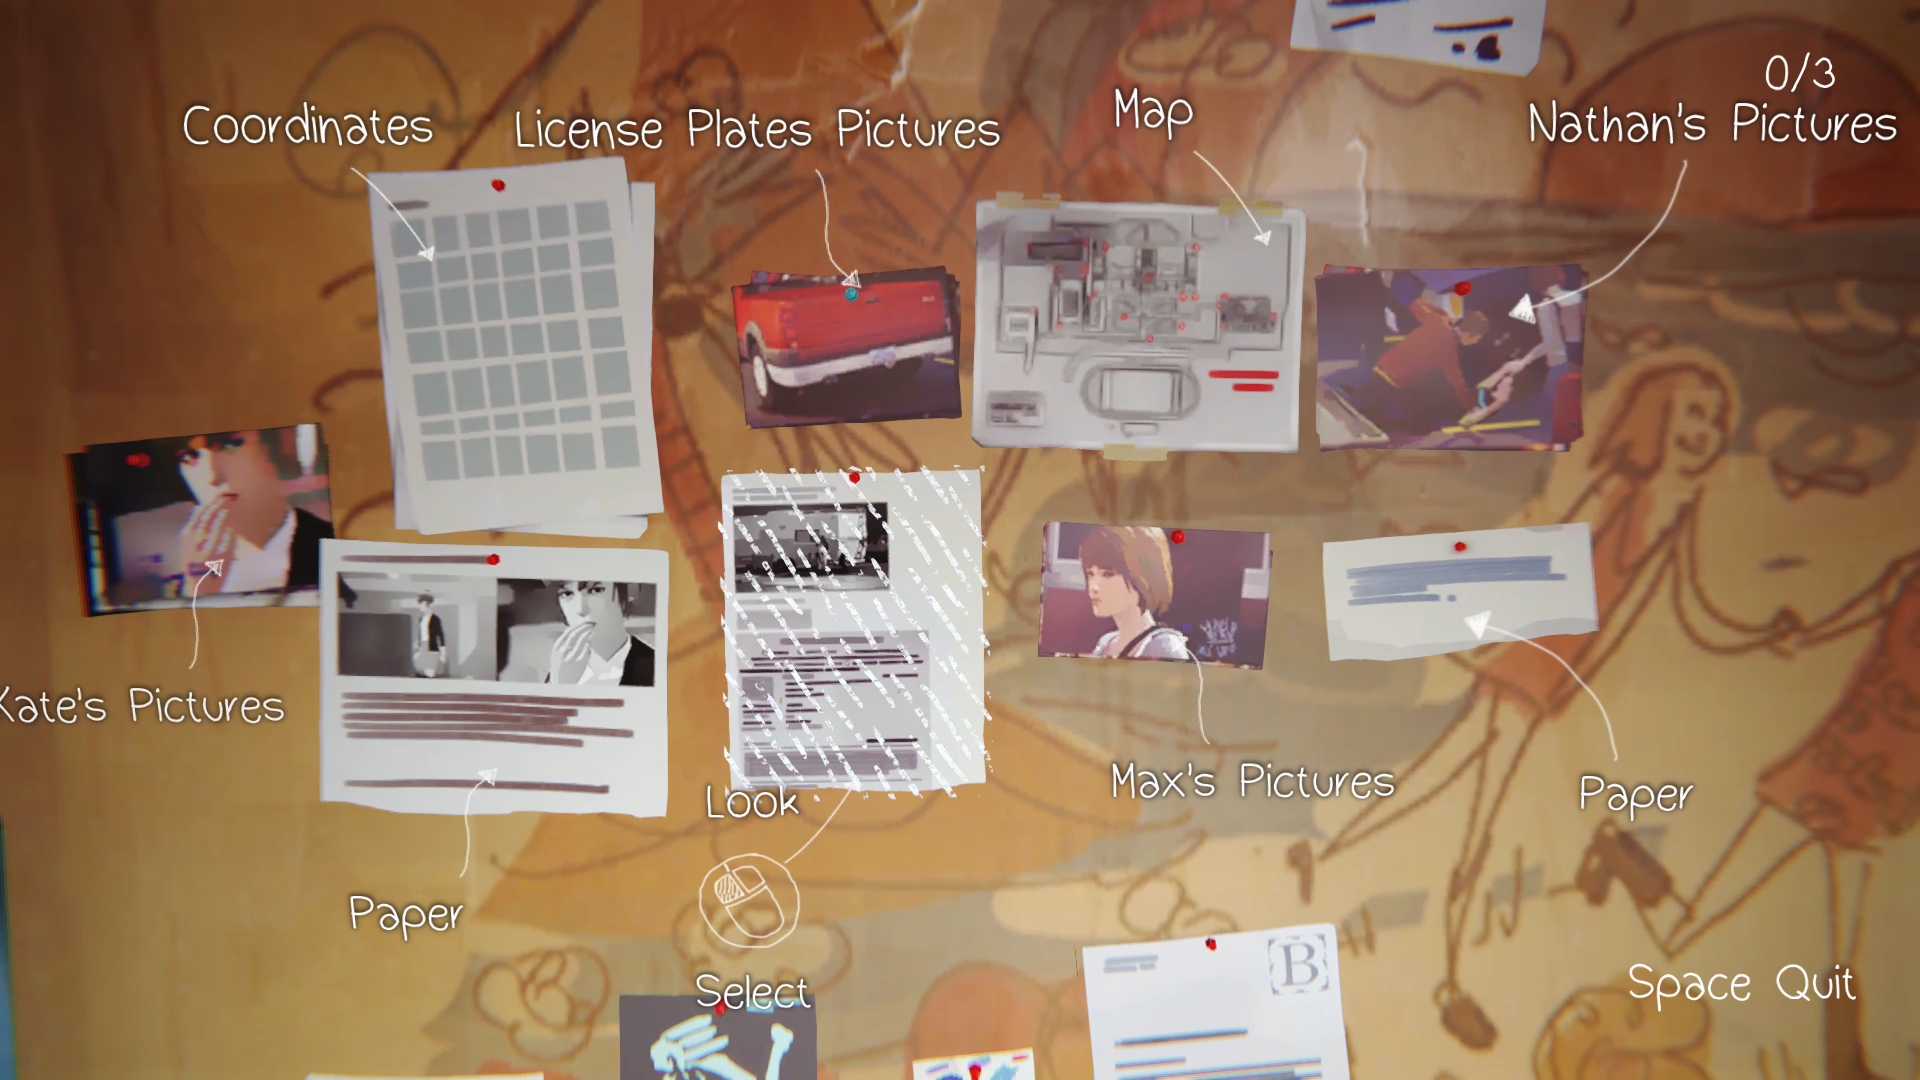 0/3
Coordinates
License Plates Pictures
Map
Nathan's Pictures
Kate's Pictures
Look
Max's Pictures
Paper
Paper
Select
B
Space Quit